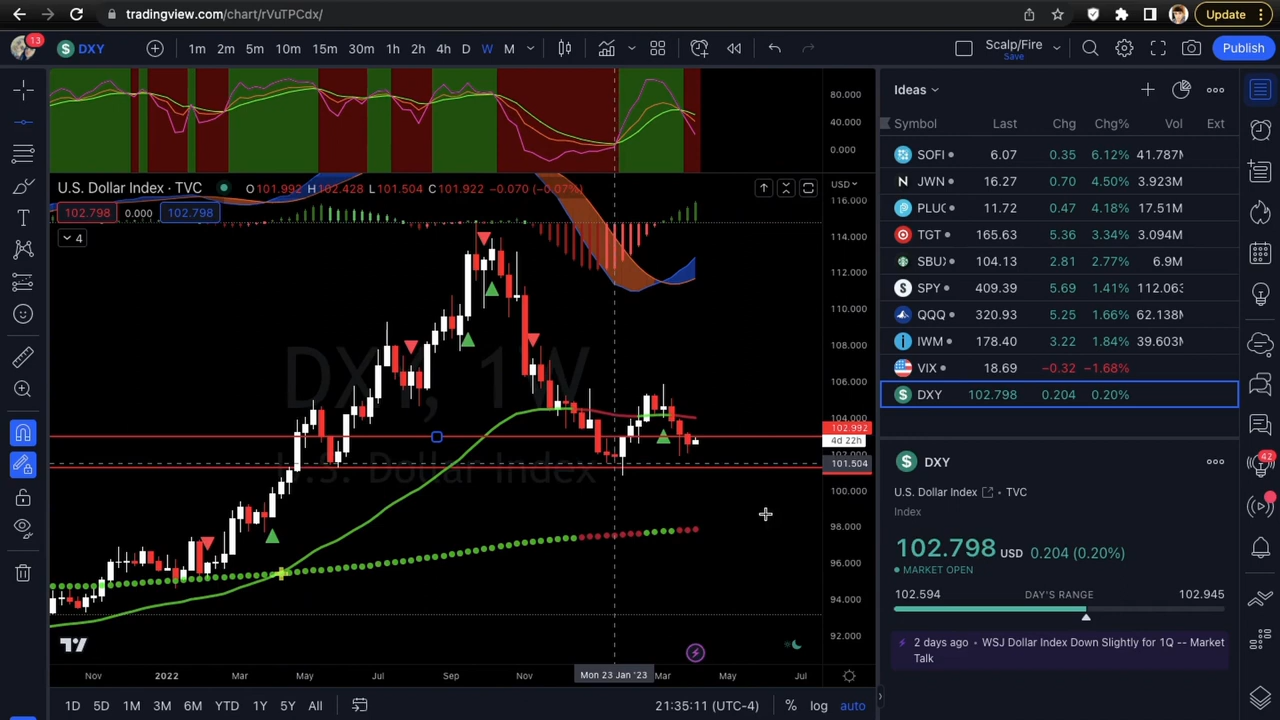 tradingview.com/chart/rVuTPCdx/
Update
13
DXY
1m 2m 5m 10m 15m 30m 1h 2h 4h D W M
Scalp/Fire
Save
Publish
80.000
40.000
0.000
U.S. Dollar Index · TVC
O101.992 H102.428 L101.504 C101.922 −0.070 (−0.07%)
USD
102.798 0.000 102.798
4
116.000
114.000
112.000
110.000
108.000
106.000
104.000
102.992
4d 22h
102.000
101.504
100.000
98.000
96.000
94.000
92.000
DXY, 1W
U.S. Dollar Index
Nov 2022 Mar May Jul Sep Nov Mon 23 Jan '23 Mar May Jul
1D 5D 1M 3M 6M YTD 1Y 5Y All
21:35:11 (UTC-4) % log auto
Ideas
Symbol Last Chg Chg% Vol Ext
SOFI 6.07 0.35 6.12% 41.787M
JWN 16.27 0.70 4.50% 3.923M
PLUG 11.72 0.47 4.18% 17.51M
TGT 165.63 5.36 3.34% 3.094M
SBUX 104.13 2.81 2.77% 6.9M
SPY 409.39 5.69 1.41% 112.062
QQQ 320.93 5.25 1.66% 62.138M
IWM 178.40 3.22 1.84% 39.603M
VIX 18.69 −0.32 −1.68%
DXY 102.798 0.204 0.20%
DXY
U.S. Dollar Index TVC
Index
102.798 USD 0.204 (0.20%)
MARKET OPEN
102.594 DAY'S RANGE 102.945
2 days ago • WSJ Dollar Index Down Slightly for 1Q -- Market
Talk
42